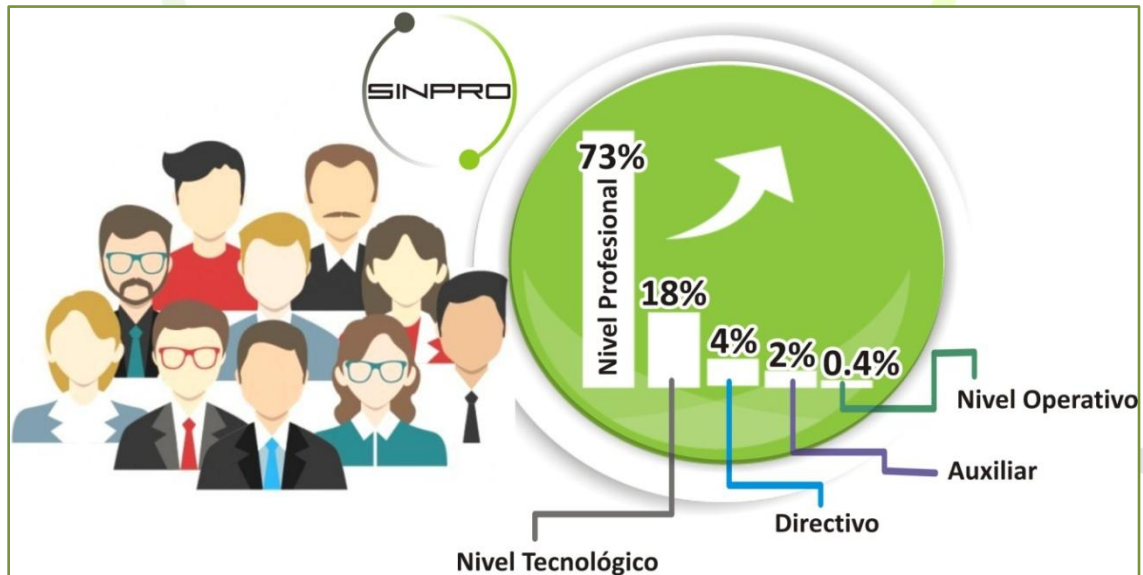 SINPRO
73%
Nivel Profesional
18%
4%
2%
0.4%
Nivel Operativo
Auxiliar
Directivo
Nivel Tecnológico